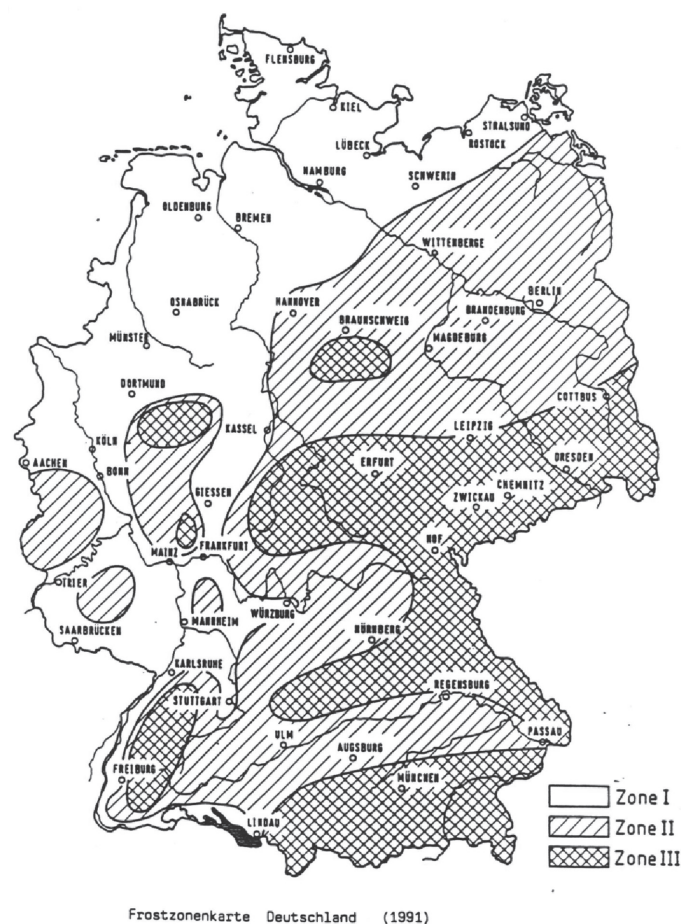 FLENSBURG
KIEL
STRALSUND
ROSTOCK
LÜBECK
HAMBURG
SCHWERIN
OLDENBURG
BREMEN
WITTENBERGE
OSNABRÜCK
HANNOVER
BERLIN
BRANDENBURG
BRAUNSCHWEIG
MÜNSTER
MAGDEBURG
DORTMUND
COTTBUS
KASSEL
LEIPZIG
KÖLN
AACHEN
BONN
ERFURT
DRESDEN
CHEMNITZ
ZWICKAU
GIESSEN
HOF
MAINZ
FRANKFURT
TRIER
WÜRZBURG
MANNHEIM
SAARBRÜCKEN
NÜRNBERG
KARLSRUHE
REGENSBURG
STUTTGART
PASSAU
ULM
AUGSBURG
FREIBURG
MÜNCHEN
LINDAU
Zone I
Zone II
Zone III
Frostzonenkarte Deutschland (1991)